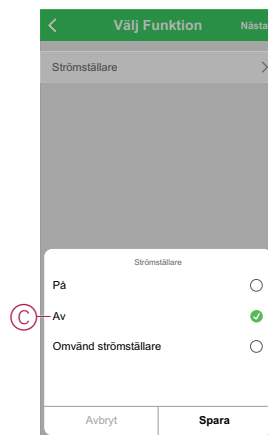 Välj Funktion Nästa
Strömställare
Strömställare
På
C Av
Omvänd strömställare
Avbryt Spara